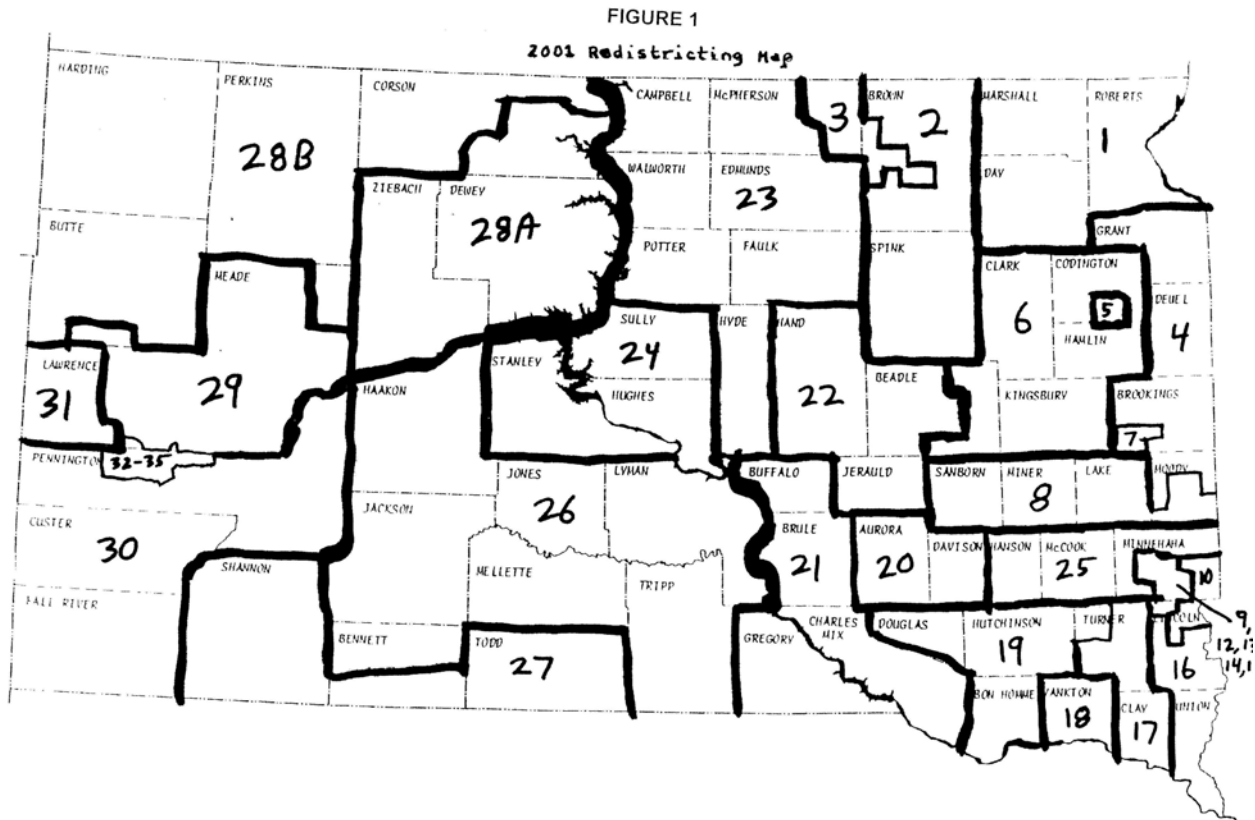 FIGURE 1
2001 Redistricting Map
HARDING
PERKINS
CORSON
CAMPBELL
McPHERSON
3
BROWN
2
MARSHALL
ROBERTS
1
28B
ZIEBACH
DEWEY
28A
WALWORTH
EDMUNDS
23
DAY
BUTTE
MEADE
POTTER
FAULK
SPINK
GRANT
CLARK
CODINGTON
6
5
DEUEL
4
HAMLIN
LAWRENCE
31
29
HAAKON
STANLEY
SULLY
24
HUGHES
HYDE
HAND
22
BEADLE
KINGSBURY
BROOKINGS
7
PENNINGTON
32-35
JONES
26
LYMAN
BUFFALO
JERAULD
SANBORN
MINER
8
LAKE
MOODY
CUSTER
30
JACKSON
SHANNON
MELLETTE
TRIPP
BRULE
21
AURORA
20
DAVISON
HANSON
McCOOK
25
MINNEHAHA
10
9,
12, 13
14, 1
FALL RIVER
BENNETT
TODD
27
GREGORY
CHARLES
MIX
DOUGLAS
HUTCHINSON
19
TURNER
LINCOLN
16
BON HOMME
YANKTON
18
CLAY
17
UNION